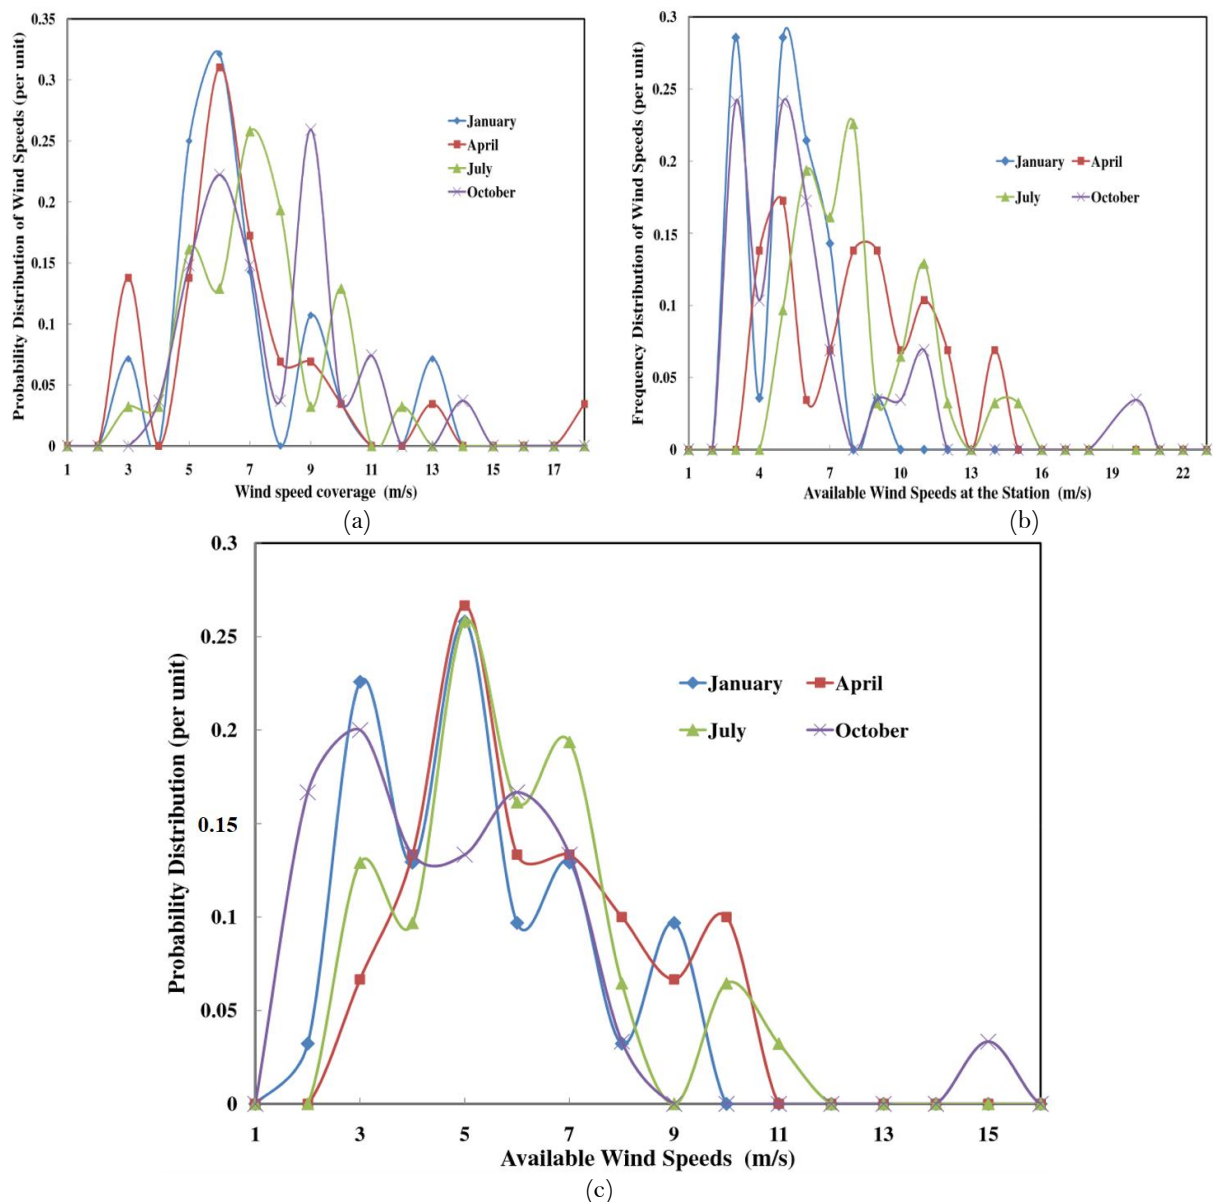 0.35
0.3
0.25
0.2
0.15
0.1
0.05
0
Probability Distribution of Wind Speeds (per unit)
January
April
July
October
1 3 5 7 9 11 13 15 17
Wind speed coverage (m/s)
(a)
0.3
0.25
0.2
0.15
0.1
0.05
0
Frequency Distribution of Wind Speeds (per unit)
January April
July October
1 4 7 10 13 16 19 22
Available Wind Speeds at the Station (m/s)
(b)
0.3
0.25
0.2
0.15
0.1
0.05
0
Probability Distribution (per unit)
January April
July October
1 3 5 7 9 11 13 15
Available Wind Speeds (m/s)
(c)